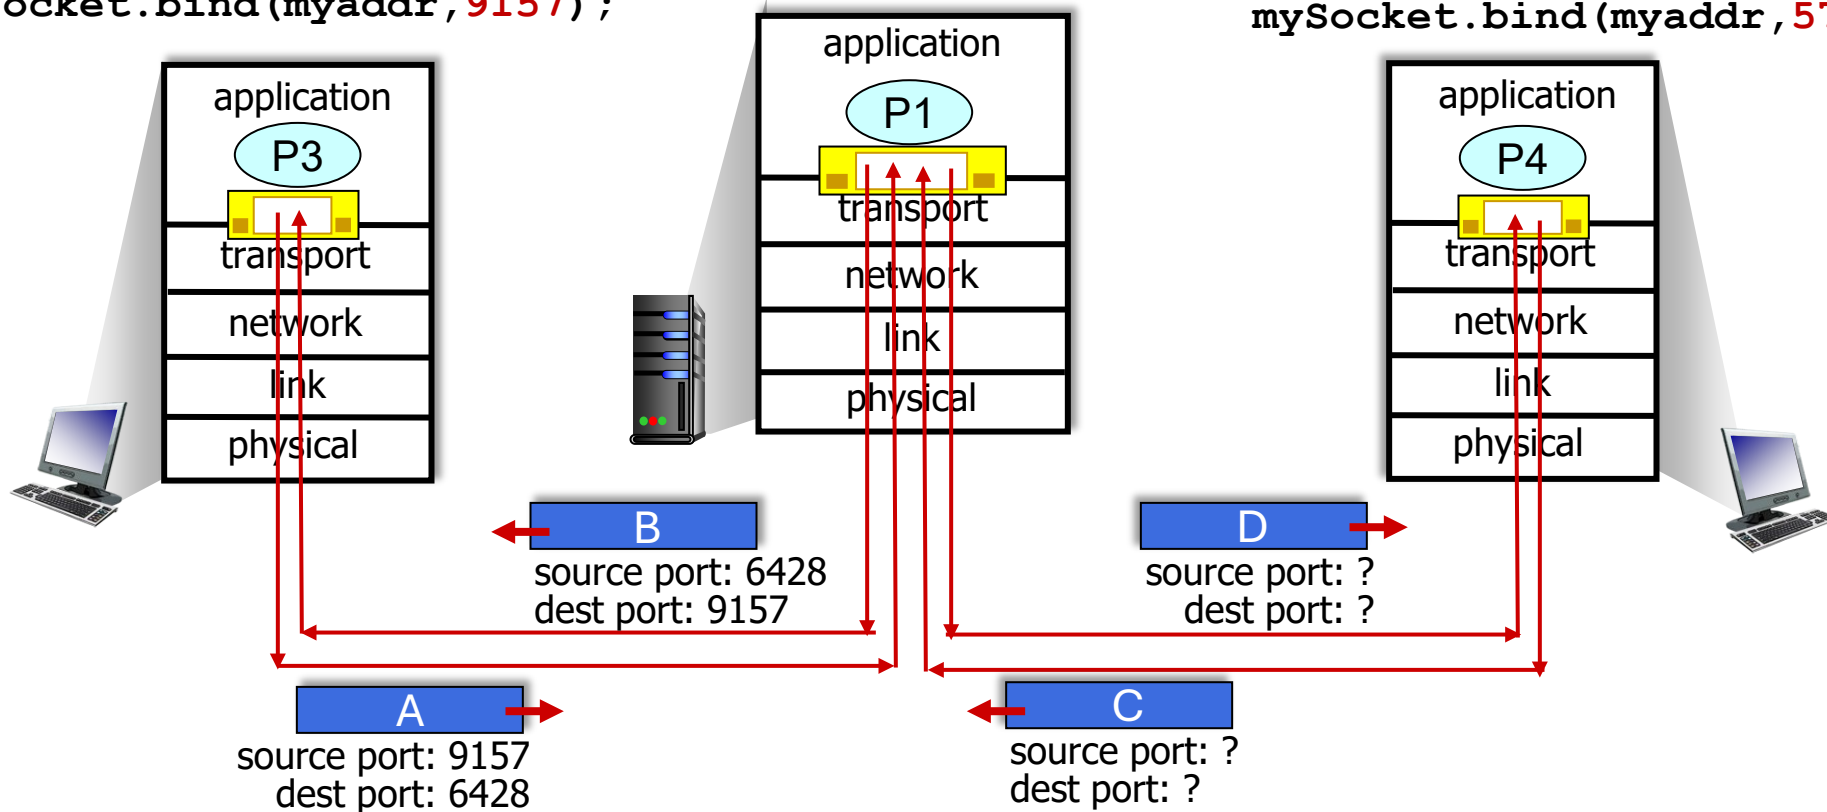 ocket.bind(myaddr,9157);
mySocket.bind(myaddr,57
application
P3
transport
network
link
physical
application
P1
transport
network
link
physical
application
P4
transport
network
link
physical
B
source port: 6428
dest port: 9157
D
source port: ?
dest port: ?
A
source port: 9157
dest port: 6428
C
source port: ?
dest port: ?